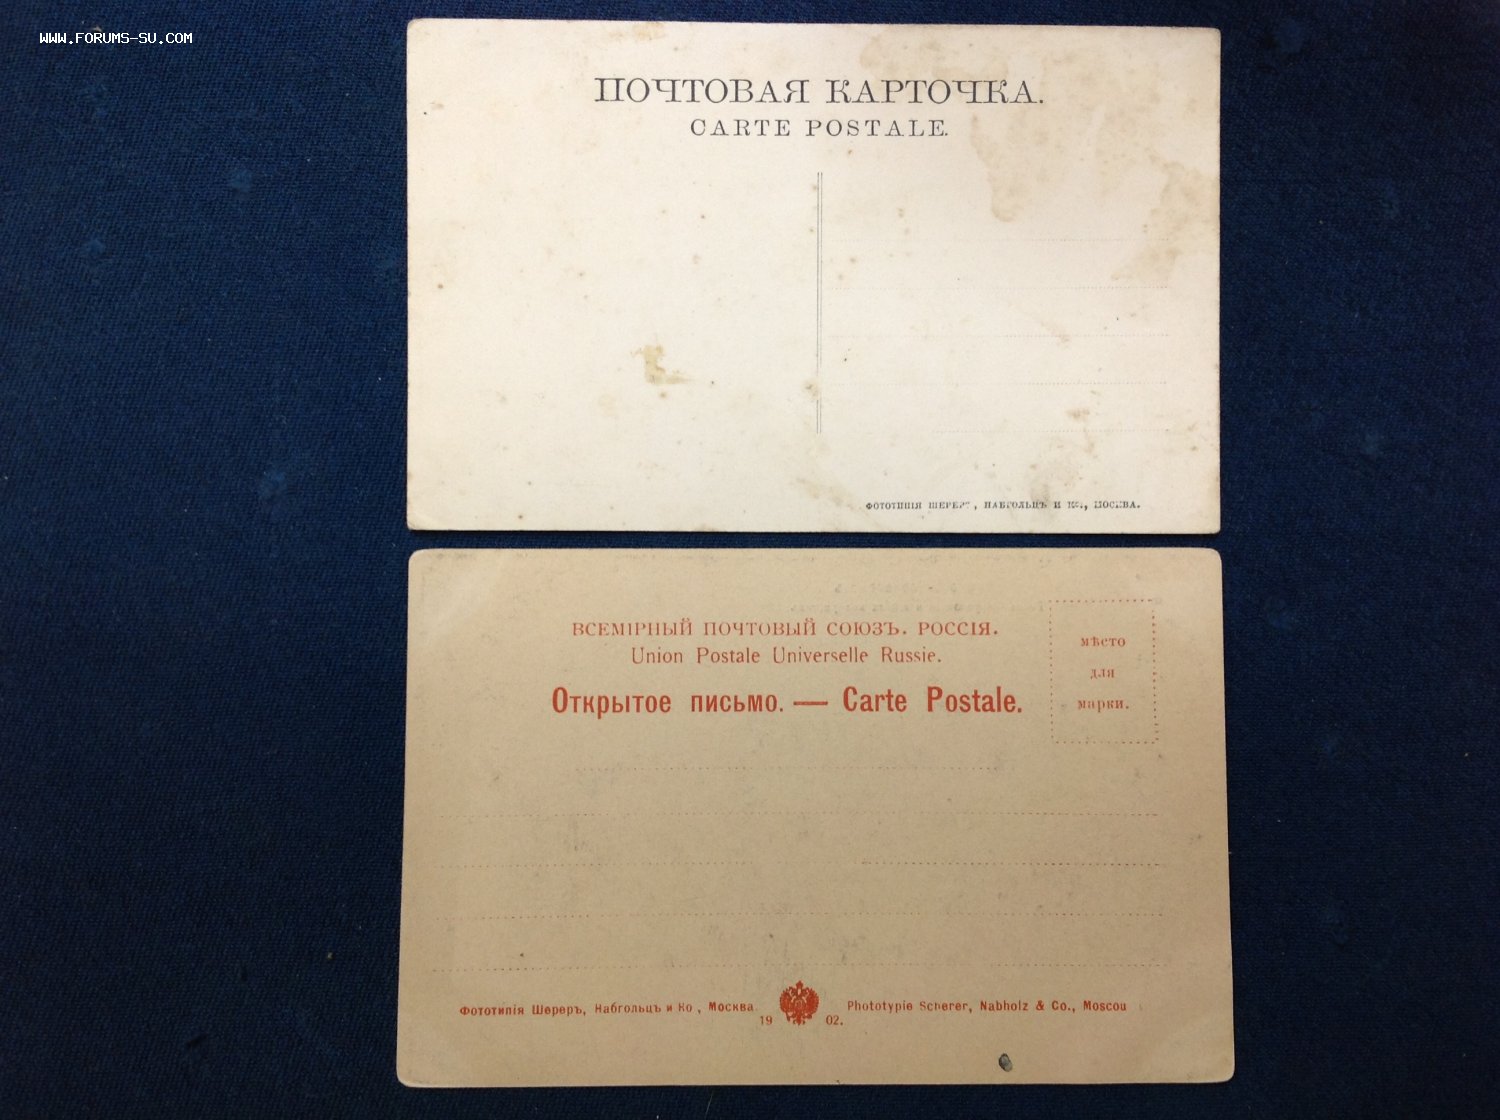 WWW.FORUMS-SU.COM
ПОЧТОВАЯ КАРТОЧКА.
CARTE POSTALE.
ФОТОТИПІЯ ШЕРЕРЪ, НАБГОЛЬЦЪ И Ко, МОСКВА.
ВСЕМІРНЫЙ ПОЧТОВЫЙ СОЮЗЪ. РОССІЯ.
Union Postale Universelle Russie.
Открытое письмо. — Carte Postale.
мѣсто
для
марки.
Фототипія Шереръ, Набгольцъ и Ко, Москва.
Phototypie Scherer, Nabholz & Co., Moscou
19 02.